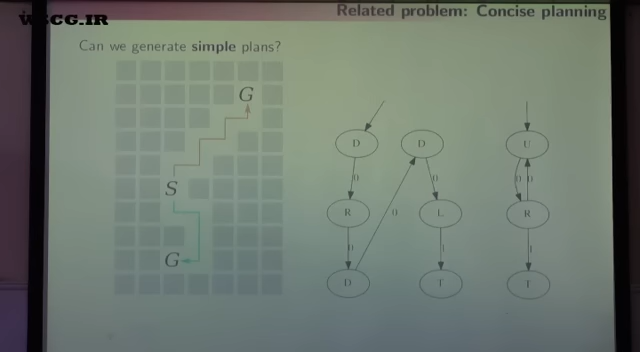 WSCG.IR
Related problem: Concise planning
Can we generate simple plans?
G
S
G
D
D
U
0
0
0
0
R
L
0
R
0
1
1
D
T